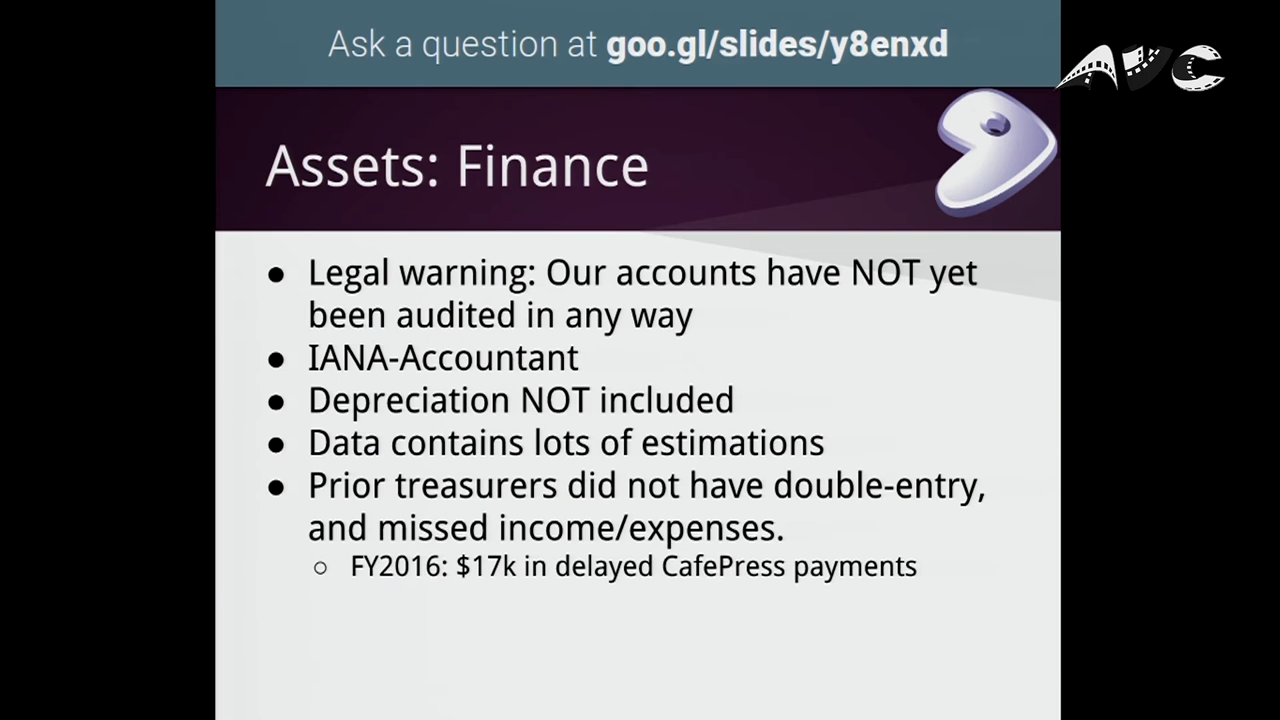 Ask a question at goo.gl/slides/y8enxd
AVC
Assets: Finance
● Legal warning: Our accounts have NOT yet
been audited in any way
● IANA-Accountant
● Depreciation NOT included
● Data contains lots of estimations
● Prior treasurers did not have double-entry,
and missed income/expenses.
○ FY2016: $17k in delayed CafePress payments